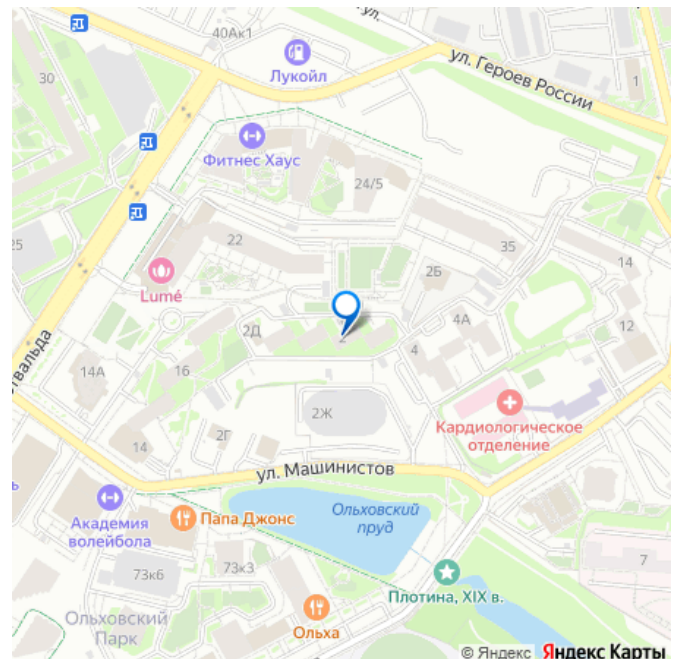 40Ак1
ул.
Лукойл
30
ул. Героев России
1
Фитнес Хаус
24/5
22
35
25
2Б
14
Lumé
2Д
2
4А
12
4
твальда
16
14А
2Ж
Кардиологическое
отделение
2Г
14
ул. Машинистов
Ольховский
пруд
Папа Джонс
Академия
волейбола
73к6
73к3
7
Плотина, XIX в.
Ольховский
Парк
Ольха
© Яндекс Яндекс Карты